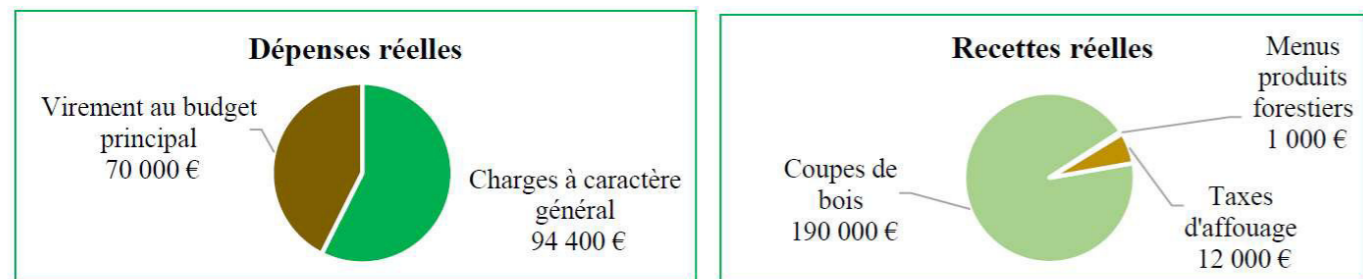 Dépenses réelles
Virement au budget
principal
70 000 €
Charges à caractère
général
94 400 €
Recettes réelles
Menus
produits
forestiers
1 000 €
Coupes de
bois
190 000 €
Taxes
d'affouage
12 000 €